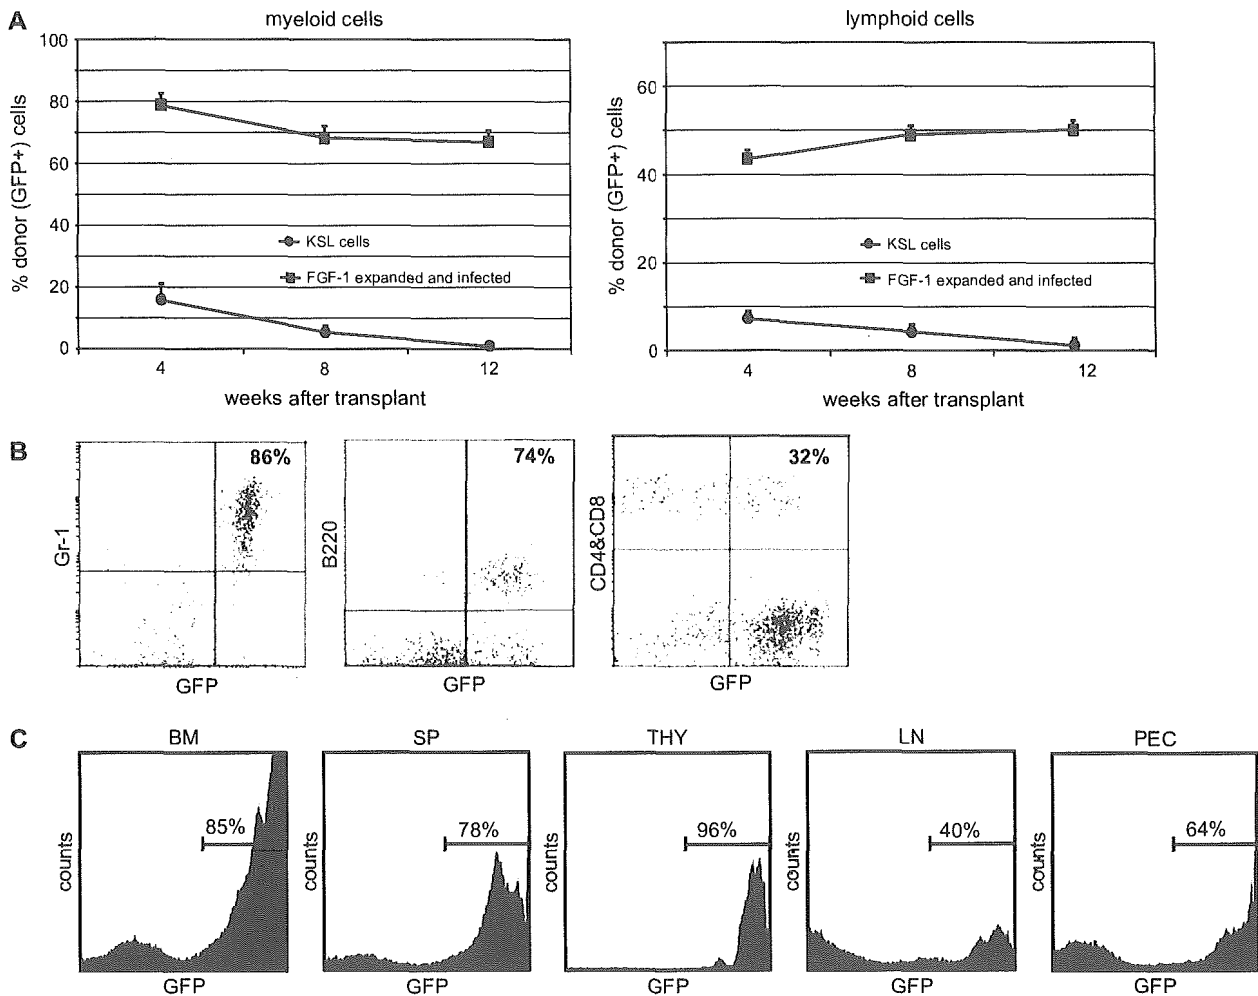 A
myeloid cells
% donor (GFP+) cells
100
80
60
40
20
0
KSL cells
FGF-1 expanded and infected
4 8 12
weeks after transplant
lymphoid cells
% donor (GFP+) cells
60
40
20
0
KSL cells
FGF-1 expanded and infected
4 8 12
weeks after transplant
B
Gr-1
86%
GFP
B220
74%
GFP
CD4&CD8
32%
GFP
C
BM
counts
85%
GFP
SP
counts
78%
GFP
THY
counts
96%
GFP
LN
counts
40%
GFP
PEC
counts
64%
GFP